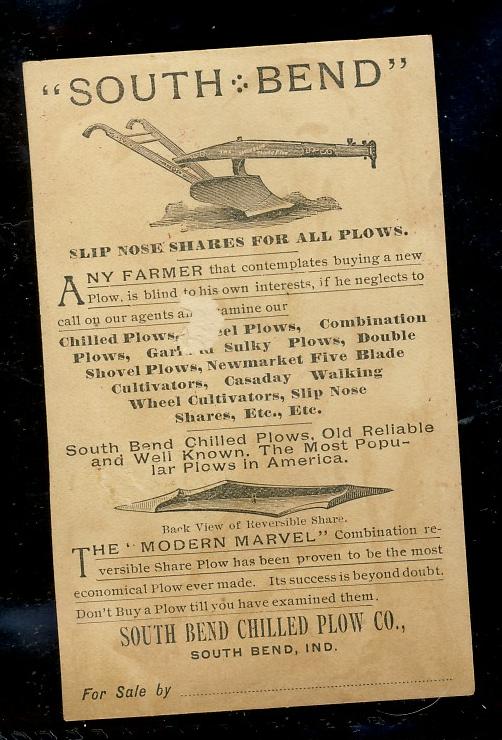 "SOUTH BEND"
SLIP NOSE SHARES FOR ALL PLOWS.
ANY FARMER that contemplates buying a new
Plow, is blind to his own interests, if he neglects to
call on our agents amine our
Chilled Plows, eel Plows, Combination
Plows, Gar Sulky Plows, Double
Shovel Plows, Newmarket Five Blade
Cultivators, Casaday Walking
Wheel Cultivators, Slip Nose
Shares, Etc., Etc.
South Bend Chilled Plows, Old Reliable
and Well Known. The Most Popu-
lar Plows in America.
Back View of Reversible Share.
THE "MODERN MARVEL" Combination re-
versible Share Plow has been proven to be the most
economical Plow ever made. Its success is beyond doubt.
Don't Buy a Plow till you have examined them.
SOUTH BEND CHILLED PLOW CO.,
SOUTH BEND, IND.
For Sale by